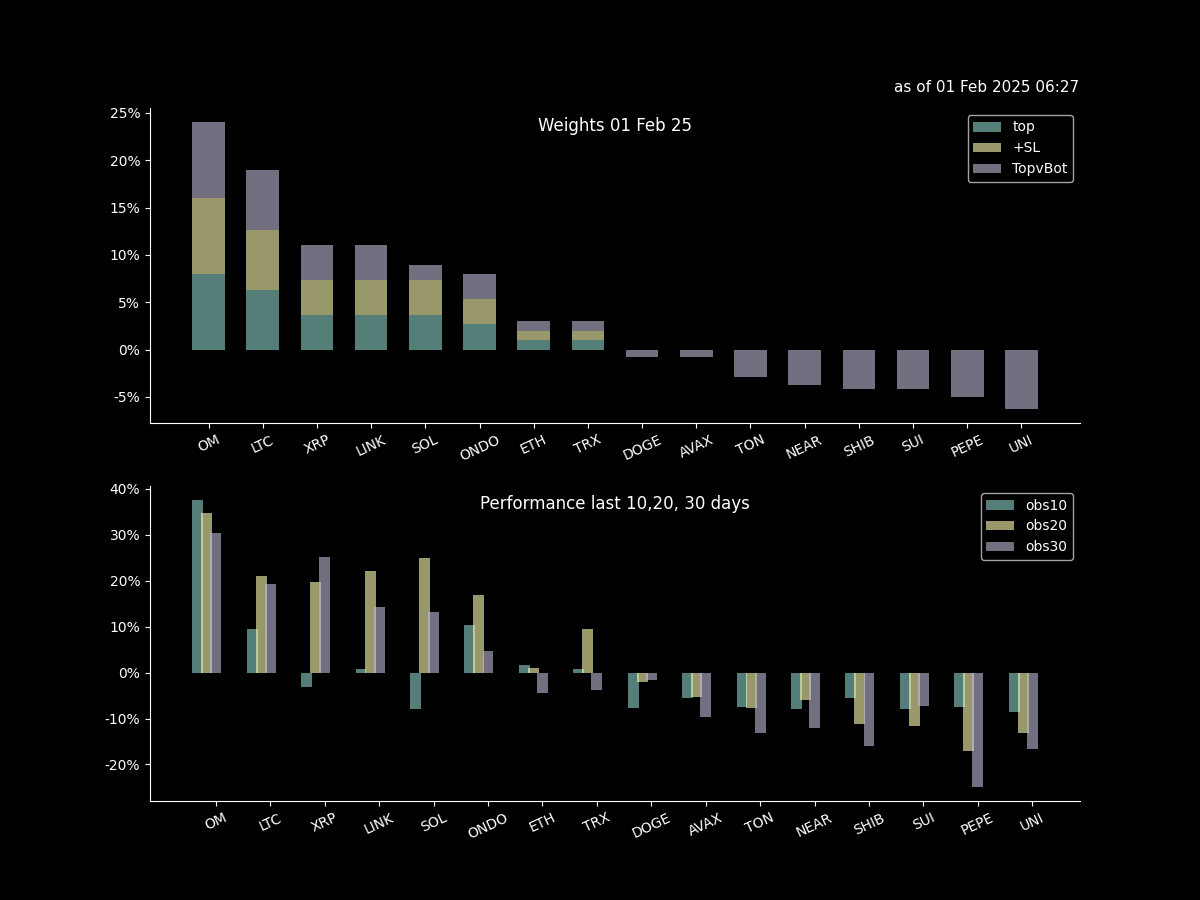 as of 01 Feb 2025 06:27
Weights 01 Feb 25
top
+SL
TopvBot
25%
20%
15%
10%
5%
0%
-5%
OM LTC XRP LINK SOL ONDO ETH TRX DOGE AVAX TON NEAR SHIB SUI PEPE UNI
Performance last 10,20, 30 days
obs10
obs20
obs30
40%
30%
20%
10%
0%
-10%
-20%
OM LTC XRP LINK SOL ONDO ETH TRX DOGE AVAX TON NEAR SHIB SUI PEPE UNI